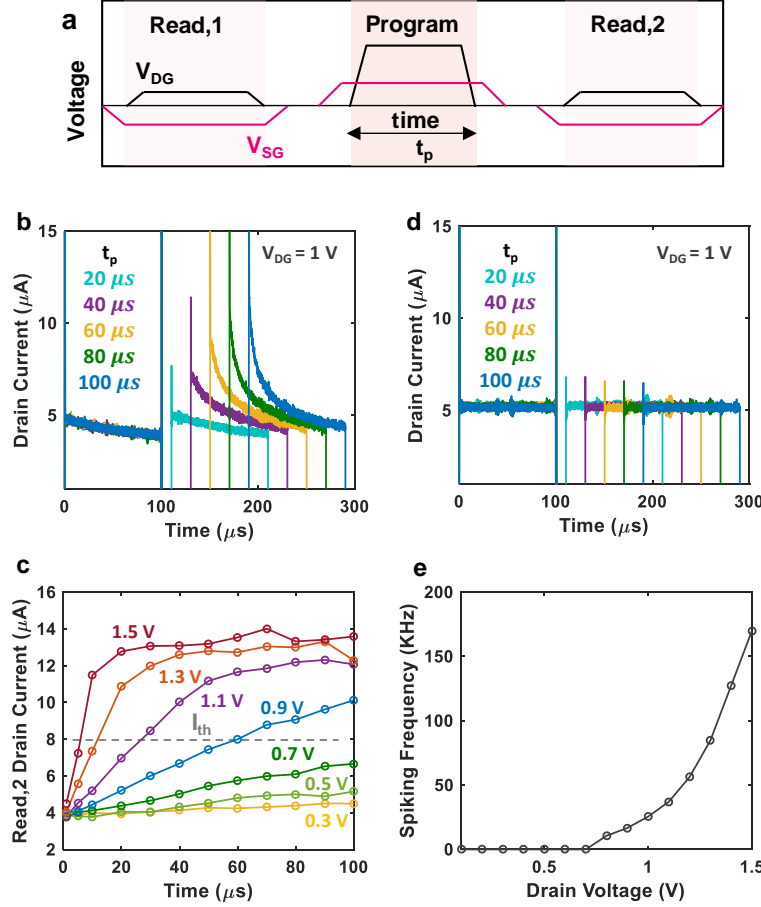 a
Read,1
Program
Read,2
V_DG
Voltage
time
t_p
V_SG
b
15
10
5
Drain Current (μA)
t_p
20 μs
40 μs
60 μs
80 μs
100 μs
V_DG = 1 V
0
100
200
300
Time (μs)
d
15
10
5
Drain Current (μA)
t_p
20 μs
40 μs
60 μs
80 μs
100 μs
V_DG = 1 V
0
100
200
300
Time (μs)
c
16
14
12
10
8
6
4
2
Read,2 Drain Current (μA)
1.5 V
1.3 V
1.1 V
0.9 V
I_th
0.7 V
0.5 V
0.3 V
0
20
40
60
80
100
Time (μs)
e
200
150
100
50
0
Spiking Frequency (KHz)
0.5
1
1.5
Drain Voltage (V)